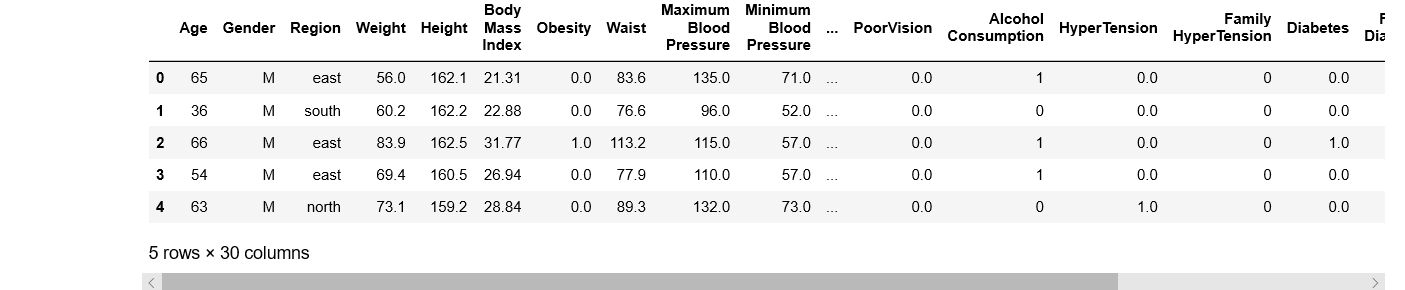 Age Gender Region Weight Height Body Mass Index Obesity Waist Maximum Blood Pressure Minimum Blood Pressure ... PoorVision Alcohol Consumption HyperTension Family HyperTension Diabetes
0 65 M east 56.0 162.1 21.31 0.0 83.6 135.0 71.0 ... 0.0 1 0.0 0 0.0
1 36 M south 60.2 162.2 22.88 0.0 76.6 96.0 52.0 ... 0.0 0 0.0 0 0.0
2 66 M east 83.9 162.5 31.77 1.0 113.2 115.0 57.0 ... 0.0 1 0.0 0 1.0
3 54 M east 69.4 160.5 26.94 0.0 77.9 110.0 57.0 ... 0.0 1 0.0 0 0.0
4 63 M north 73.1 159.2 28.84 0.0 89.3 132.0 73.0 ... 0.0 0 1.0 0 0.0
5 rows × 30 columns